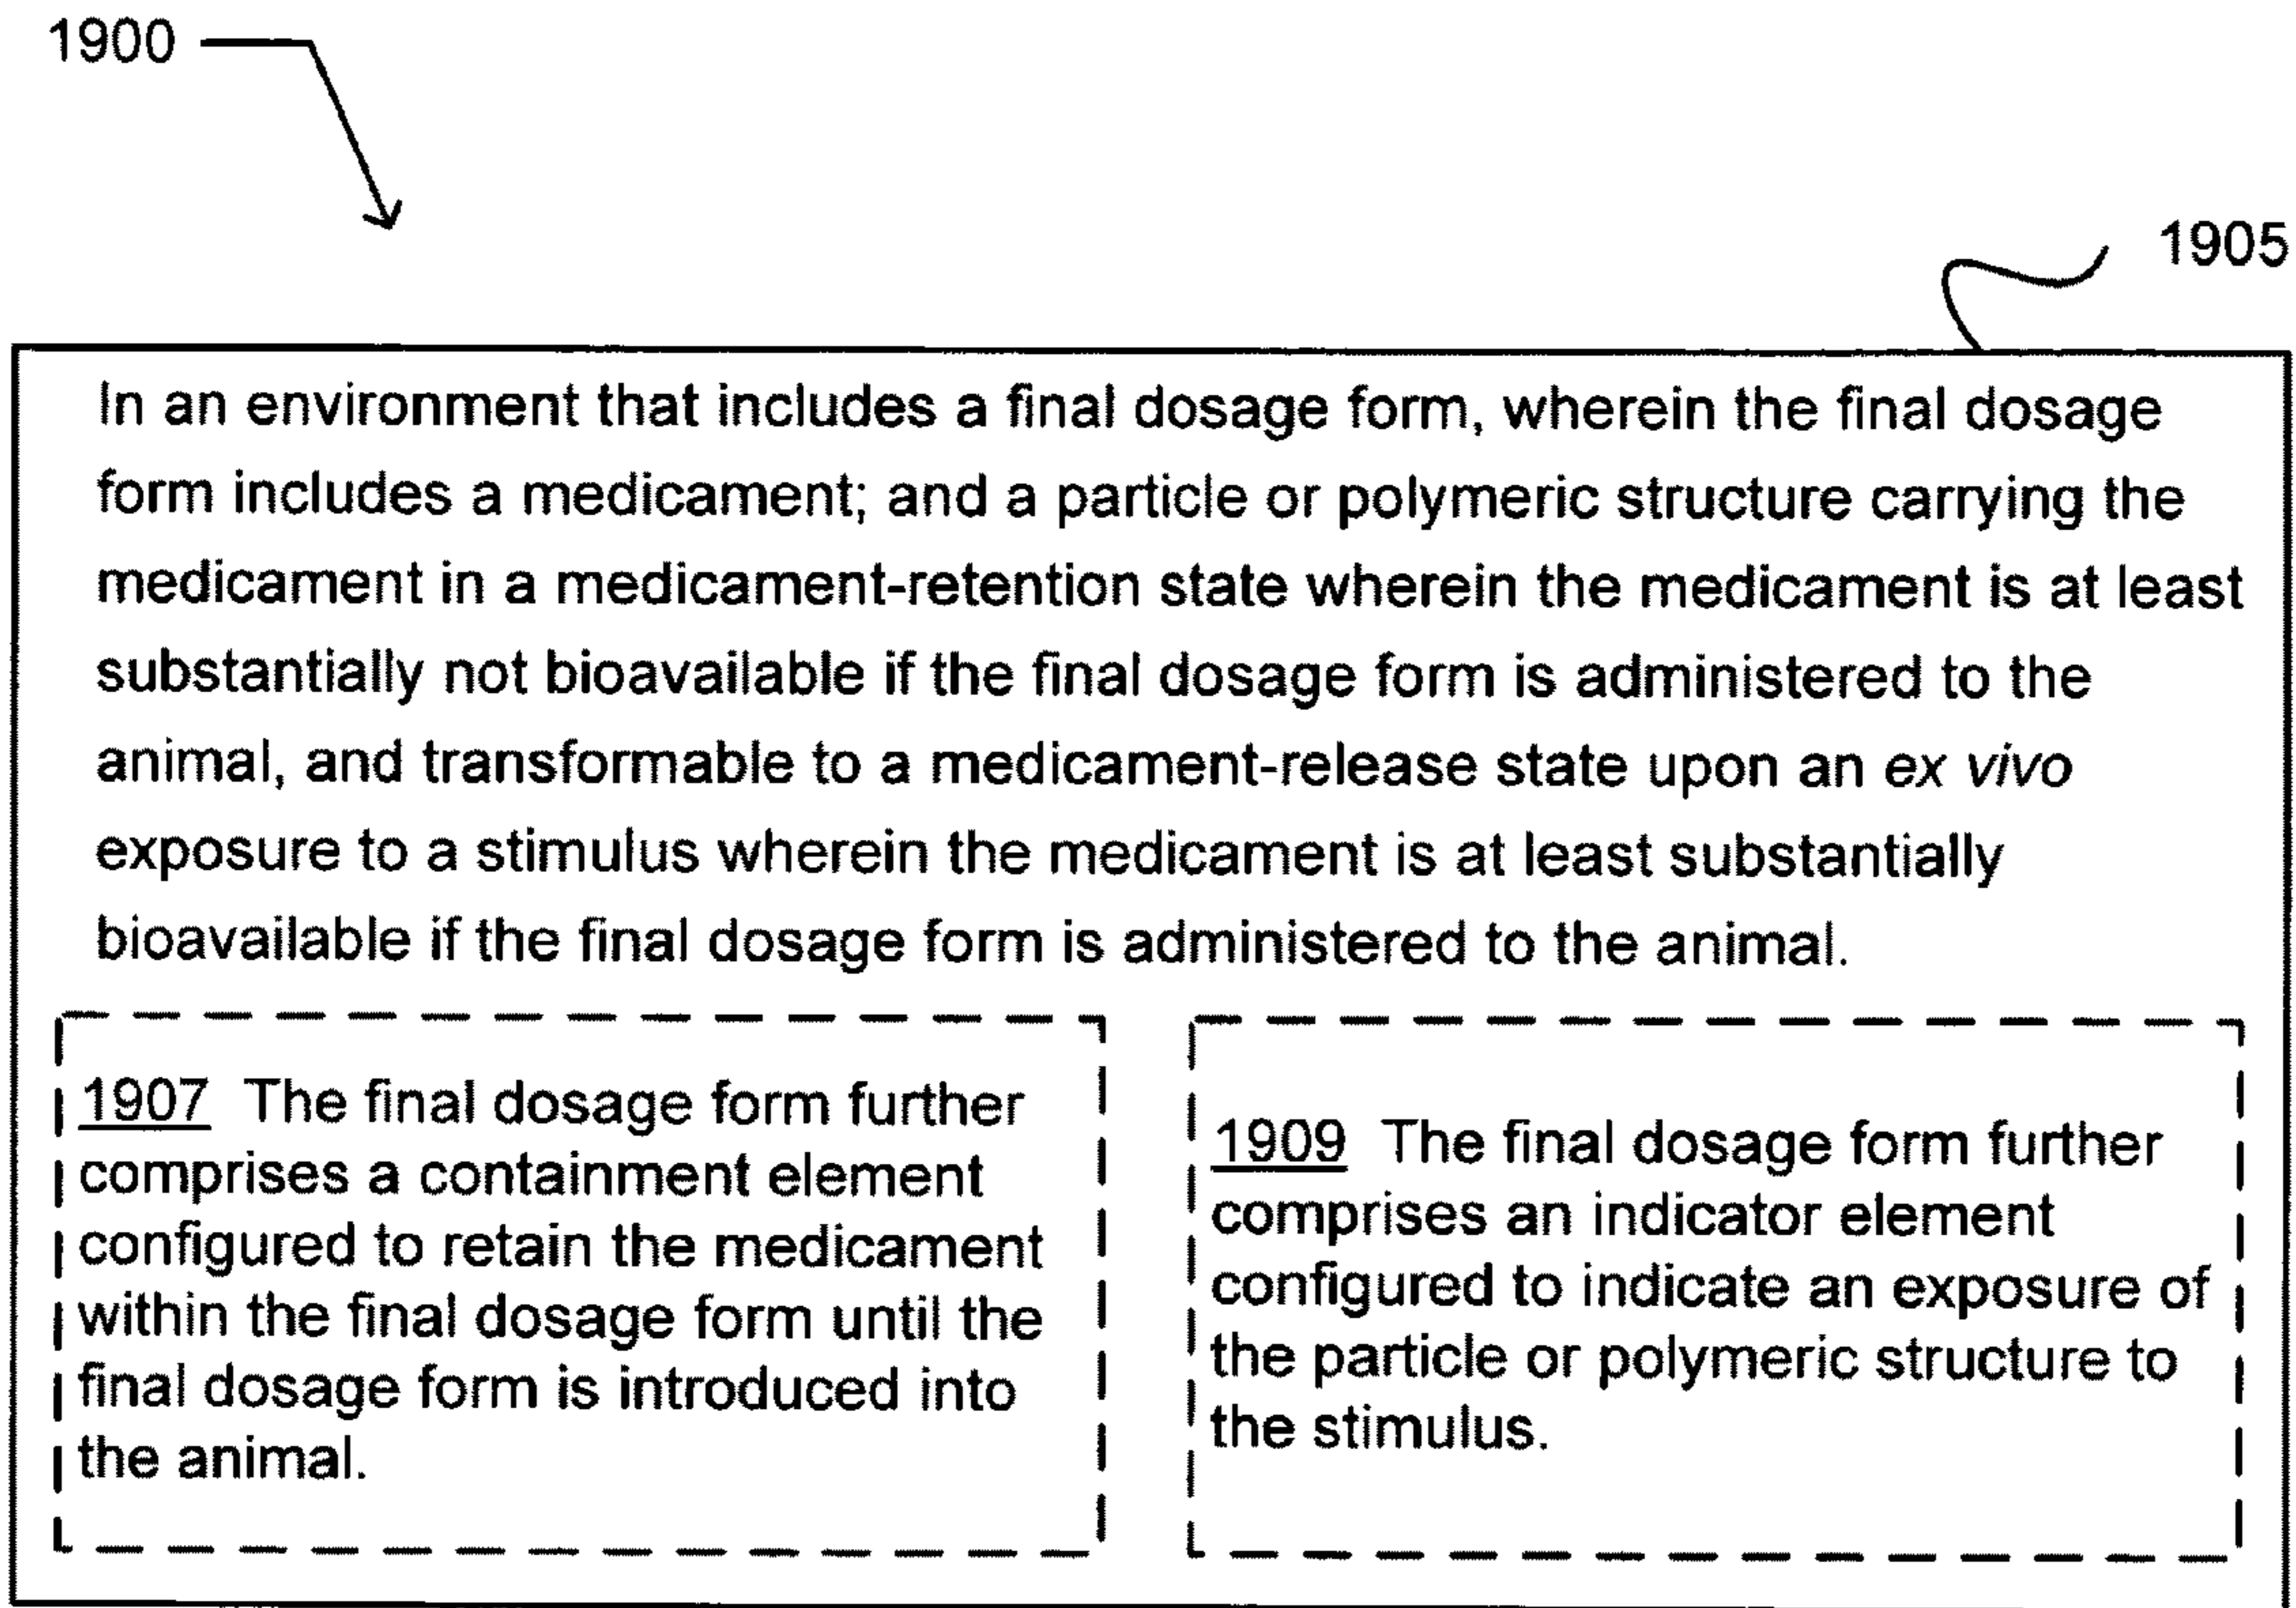 1900
1905
In an environment that includes a final dosage form, wherein the final dosage
form includes a medicament; and a particle or polymeric structure carrying the
medicament in a medicament-retention state wherein the medicament is at least
substantially not bioavailable if the final dosage form is administered to the
animal, and transformable to a medicament-release state upon an ex vivo
exposure to a stimulus wherein the medicament is at least substantially
bioavailable if the final dosage form is administered to the animal.
1907 The final dosage form further
comprises a containment element
configured to retain the medicament
within the final dosage form until the
final dosage form is introduced into
the animal.
1909 The final dosage form further
comprises an indicator element
configured to indicate an exposure of
the particle or polymeric structure to
the stimulus.